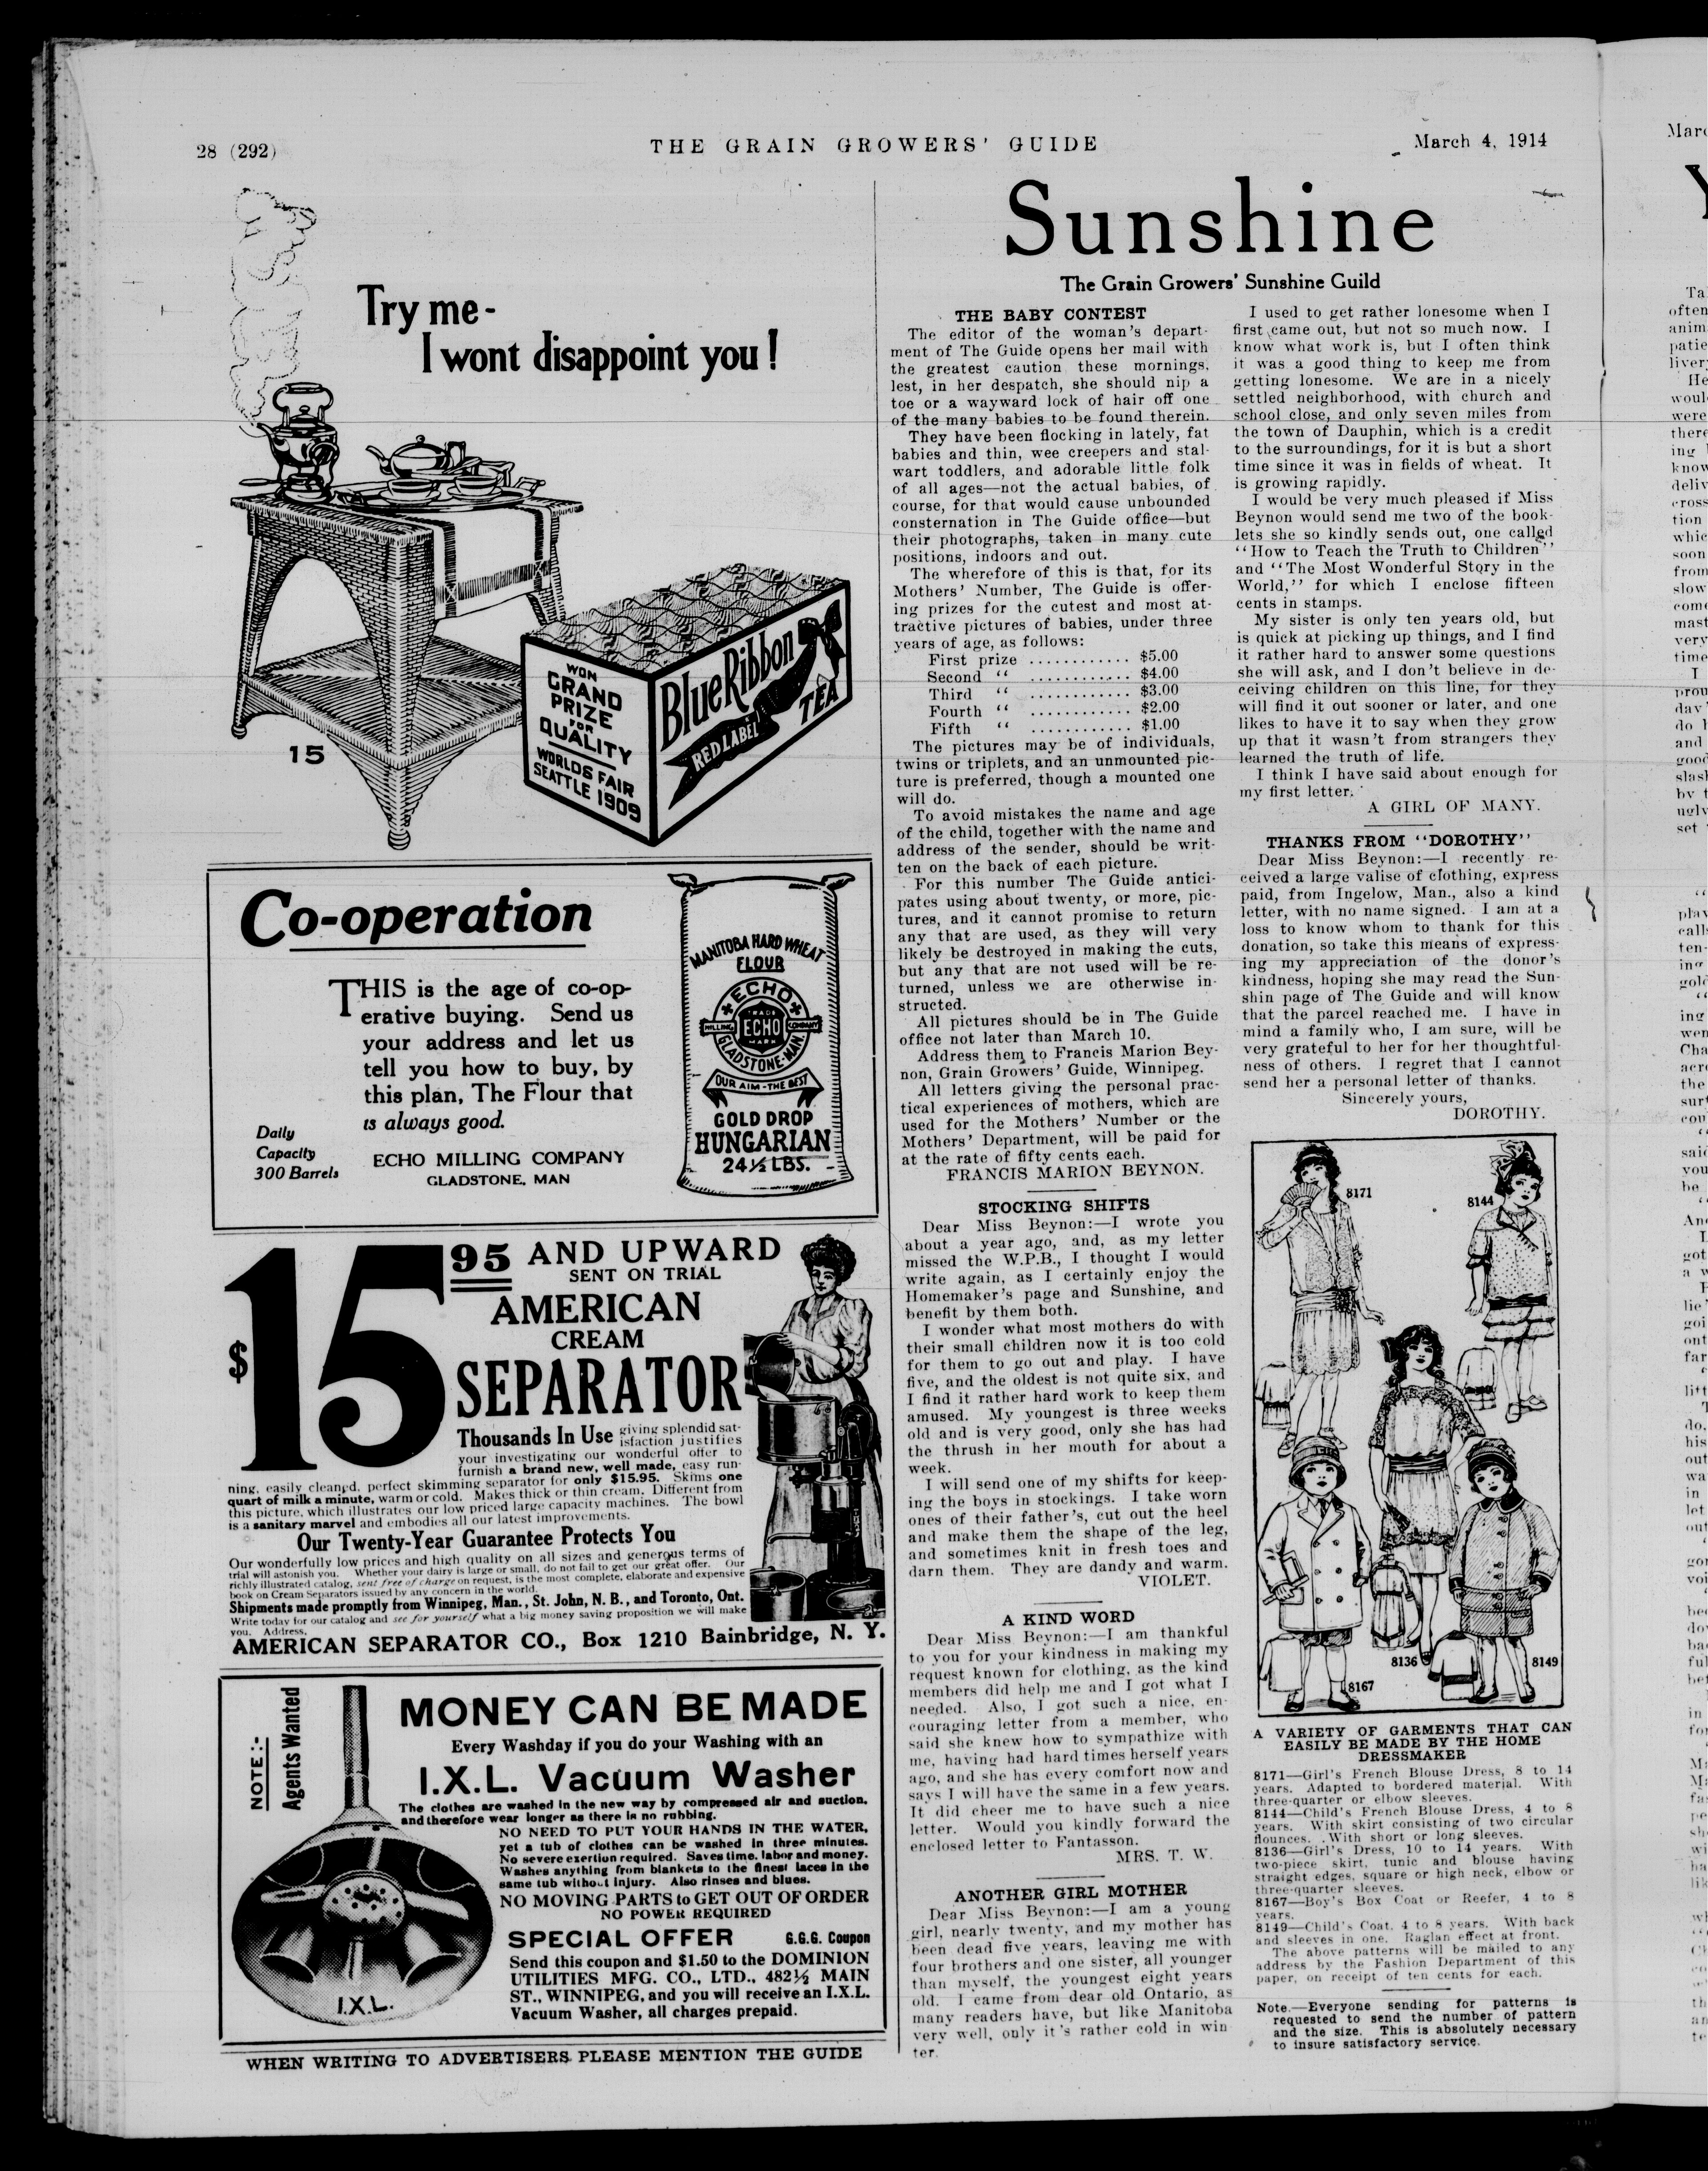 28 (292)
THE GRAIN GROWERS' GUIDE
March 4, 1914
Try me-
I wont disappoint you!
15
WON
GRAND
PRIZE
FOR
QUALITY
WORLDS FAIR
SEATTLE 1909
Blue Ribbon
RED LABEL
TEA
Co-operation
THIS is the age of co-op-
erative buying. Send us
your address and let us
tell you how to buy, by
this plan, The Flour that
is always good.
Daily
Capacity
300 Barrels
ECHO MILLING COMPANY
GLADSTONE, MAN
MANITOBA HARD WHEAT
FLOUR
ECHO
TRADE
MILLING ECHO COMPANY
MARK
GLADSTONE-MAN.
OUR AIM-THE BEST
GOLD DROP
HUNGARIAN
24½ LBS.
$15 95 AND UPWARD
SENT ON TRIAL
AMERICAN
CREAM
SEPARATOR
Thousands In Use giving splendid sat-
isfaction justifies
your investigating our wonderful offer to
furnish a brand new, well made, easy run-
ning, easily cleaned, perfect skimming separator for only $15.95. Skims one
quart of milk a minute, warm or cold. Makes thick or thin cream. Different from
this picture, which illustrates our low priced large capacity machines. The bowl
is a sanitary marvel and embodies all our latest improvements.
Our Twenty-Year Guarantee Protects You
Our wonderfully low prices and high quality on all sizes and generous terms of
trial will astonish you. Whether your dairy is large or small, do not fail to get our great offer. Our
richly illustrated catalog, sent free of charge on request, is the most complete, elaborate and expensive
book on Cream Separators issued by any concern in the world.
Shipments made promptly from Winnipeg, Man., St. John, N. B., and Toronto, Ont.
Write today for our catalog and see for yourself what a big money saving proposition we will make
you. Address,
AMERICAN SEPARATOR CO., Box 1210 Bainbridge, N. Y.
NOTE:-
Agents Wanted
MONEY CAN BE MADE
Every Washday if you do your Washing with an
I.X.L. Vacuum Washer
The clothes are washed in the new way by compressed air and suction,
and therefore wear longer as there is no rubbing.
NO NEED TO PUT YOUR HANDS IN THE WATER,
yet a tub of clothes can be washed in three minutes.
No severe exertion required. Saves time, labor and money.
Washes anything from blankets to the finest laces in the
same tub without injury. Also rinses and blues.
NO MOVING PARTS to GET OUT OF ORDER
NO POWER REQUIRED
SPECIAL OFFER G.G.G. Coupon
Send this coupon and $1.50 to the DOMINION
UTILITIES MFG. CO., LTD., 482½ MAIN
ST., WINNIPEG, and you will receive an I.X.L.
Vacuum Washer, all charges prepaid.
I.X.L.
WHEN WRITING TO ADVERTISERS PLEASE MENTION THE GUIDE
Sunshine
The Grain Growers' Sunshine Guild
THE BABY CONTEST
The editor of the woman's depart-
ment of The Guide opens her mail with
the greatest caution these mornings,
lest, in her despatch, she should nip a
toe or a wayward lock of hair off one
of the many babies to be found therein.
They have been flocking in lately, fat
babies and thin, wee creepers and stal-
wart toddlers, and adorable little folk
of all ages—not the actual babies, of
course, for that would cause unbounded
consternation in The Guide office—but
their photographs, taken in many cute
positions, indoors and out.
The wherefore of this is that, for its
Mothers' Number, The Guide is offer-
ing prizes for the cutest and most at-
tractive pictures of babies, under three
years of age, as follows:
First prize ............ $5.00
Second " ............ $4.00
Third " ............ $3.00
Fourth " ............ $2.00
Fifth " ............ $1.00
The pictures may be of individuals,
twins or triplets, and an unmounted pic-
ture is preferred, though a mounted one
will do.
To avoid mistakes the name and age
of the child, together with the name and
address of the sender, should be writ-
ten on the back of each picture.
For this number The Guide antici-
pates using about twenty, or more, pic-
tures, and it cannot promise to return
any that are used, as they will very
likely be destroyed in making the cuts,
but any that are not used will be re-
turned, unless we are otherwise in-
structed.
All pictures should be in The Guide
office not later than March 10.
Address them to Francis Marion Bey-
non, Grain Growers' Guide, Winnipeg.
All letters giving the personal prac-
tical experiences of mothers, which are
used for the Mothers' Number or the
Mothers' Department, will be paid for
at the rate of fifty cents each.
FRANCIS MARION BEYNON.
STOCKING SHIFTS
Dear Miss Beynon:—I wrote you
about a year ago, and, as my letter
missed the W.P.B., I thought I would
write again, as I certainly enjoy the
Homemaker's page and Sunshine, and
benefit by them both.
I wonder what most mothers do with
their small children now it is too cold
for them to go out and play. I have
five, and the oldest is not quite six, and
I find it rather hard work to keep them
amused. My youngest is three weeks
old and is very good, only she has had
the thrush in her mouth for about a
week.
I will send one of my shifts for keep-
ing the boys in stockings. I take worn
ones of their father's, cut out the heel
and make them the shape of the leg,
and sometimes knit in fresh toes and
darn them. They are dandy and warm.
VIOLET.
A KIND WORD
Dear Miss Beynon:—I am thankful
to you for your kindness in making my
request known for clothing, as the kind
members did help me and I got what I
needed. Also, I got such a nice, en-
couraging letter from a member, who
said she knew how to sympathize with
me, having had hard times herself years
ago, and she has every comfort now and
says I will have the same in a few years.
It did cheer me to have such a nice
letter. Would you kindly forward the
enclosed letter to Fantasson.
MRS. T. W.
ANOTHER GIRL MOTHER
Dear Miss Beynon:—I am a young
girl, nearly twenty, and my mother has
been dead five years, leaving me with
four brothers and one sister, all younger
than myself, the youngest eight years
old. I came from dear old Ontario, as
many readers have, but like Manitoba
very well, only it's rather cold in win
ter.
I used to get rather lonesome when I
first came out, but not so much now. I
know what work is, but I often think
it was a good thing to keep me from
getting lonesome. We are in a nicely
settled neighborhood, with church and
school close, and only seven miles from
the town of Dauphin, which is a credit
to the surroundings, for it is but a short
time since it was in fields of wheat. It
is growing rapidly.
I would be very much pleased if Miss
Beynon would send me two of the book-
lets she so kindly sends out, one called
"How to Teach the Truth to Children"
and "The Most Wonderful Story in the
World," for which I enclose fifteen
cents in stamps.
My sister is only ten years old, but
is quick at picking up things, and I find
it rather hard to answer some questions
she will ask, and I don't believe in de-
ceiving children on this line, for they
will find it out sooner or later, and one
likes to have it to say when they grow
up that it wasn't from strangers they
learned the truth of life.
I think I have said about enough for
my first letter.
A GIRL OF MANY.
THANKS FROM "DOROTHY"
Dear Miss Beynon:—I recently re-
ceived a large valise of clothing, express
paid, from Ingelow, Man., also a kind
letter, with no name signed. I am at a
loss to know whom to thank for this
donation, so take this means of express-
ing my appreciation of the donor's
kindness, hoping she may read the Sun-
shin page of The Guide and will know
that the parcel reached me. I have in
mind a family who, I am sure, will be
very grateful to her for her thoughtful-
ness of others. I regret that I cannot
send her a personal letter of thanks.
Sincerely yours,
DOROTHY.
8171
8144
8136
8149
8167
A VARIETY OF GARMENTS THAT CAN
EASILY BE MADE BY THE HOME
DRESSMAKER
8171—Girl's French Blouse Dress, 8 to 14
years. Adapted to bordered material. With
three-quarter or elbow sleeves.
8144—Child's French Blouse Dress, 4 to 8
years. With skirt consisting of two circular
flounces. With short or long sleeves.
8136—Girl's Dress, 10 to 14 years. With
two-piece skirt, tunic and blouse having
straight edges, square or high neck, elbow or
three-quarter sleeves.
8167—Boy's Box Coat or Reefer, 4 to 8
years.
8149—Child's Coat, 4 to 8 years. With back
and sleeves in one. Raglan effect at front.
The above patterns will be mailed to any
address by the Fashion Department of this
paper, on receipt of ten cents for each.
Note.—Everyone sending for patterns is
requested to send the number of pattern
and the size. This is absolutely necessary
to insure satisfactory service.